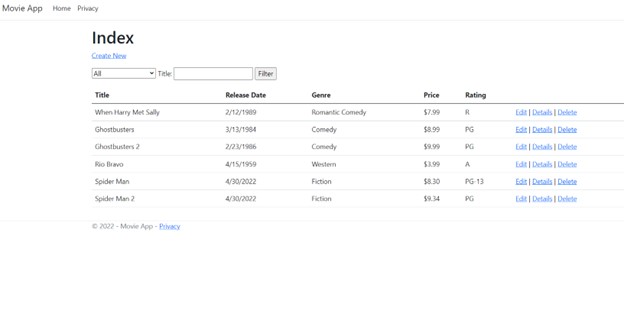 Movie App Home Privacy
Index
Create New
All Title: Filter
Title Release Date Genre Price Rating
When Harry Met Sally 2/12/1989 Romantic Comedy $7.99 R Edit | Details | Delete
Ghostbusters 3/13/1984 Comedy $8.99 PG Edit | Details | Delete
Ghostbusters 2 2/23/1986 Comedy $9.99 PG Edit | Details | Delete
Rio Bravo 4/15/1959 Western $3.99 A Edit | Details | Delete
Spider Man 4/30/2022 Fiction $8.30 PG-13 Edit | Details | Delete
Spider Man 2 4/30/2022 Fiction $9.34 PG Edit | Details | Delete
© 2022 - Movie App - Privacy